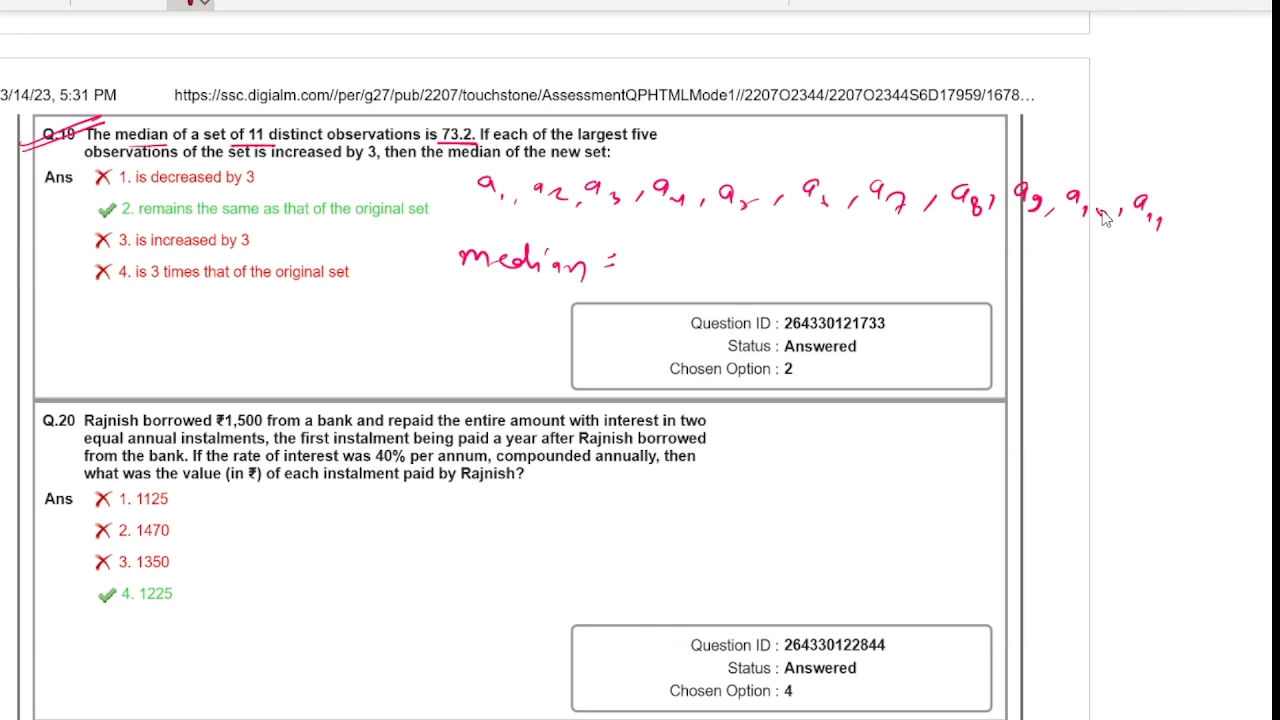 3/14/23, 5:31 PM https://ssc.digialm.com//per/g27/pub/2207/touchstone/AssessmentQPHTMLMode1//2207O2344/2207O2344S6D17959/1678...
Q.19 The median of a set of 11 distinct observations is 73.2. If each of the largest five
observations of the set is increased by 3, then the median of the new set:
Ans 1. is decreased by 3
2. remains the same as that of the original set
3. is increased by 3
4. is 3 times that of the original set
a1, a2, a3, a4, a5, a6, a7, a8, a9, a10, a11
median =
Question ID : 264330121733
Status : Answered
Chosen Option : 2
Q.20 Rajnish borrowed ₹1,500 from a bank and repaid the entire amount with interest in two
equal annual instalments, the first instalment being paid a year after Rajnish borrowed
from the bank. If the rate of interest was 40% per annum, compounded annually, then
what was the value (in ₹) of each instalment paid by Rajnish?
Ans 1. 1125
2. 1470
3. 1350
4. 1225
Question ID : 264330122844
Status : Answered
Chosen Option : 4